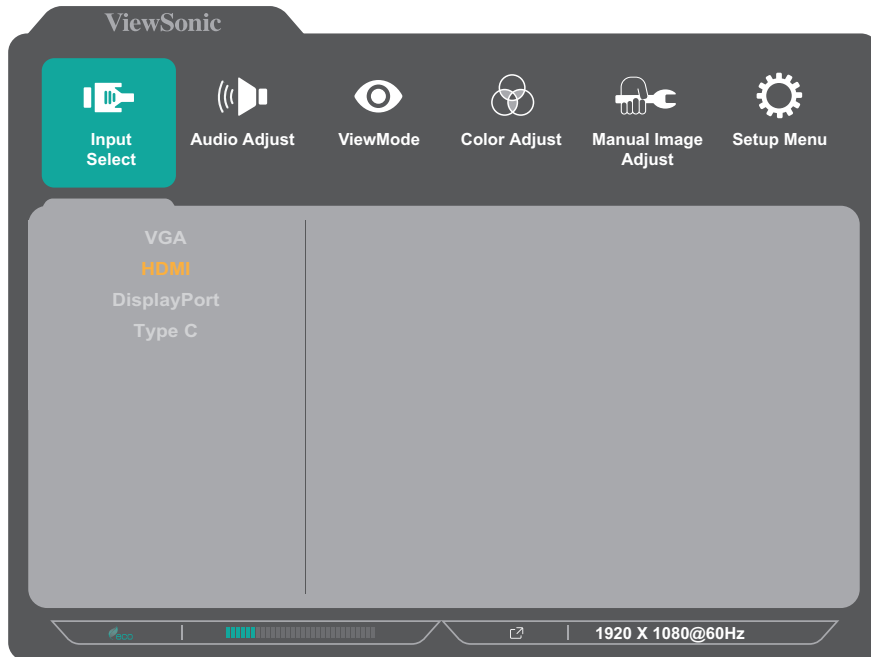 ViewSonic
Input
Select
Audio Adjust
ViewMode
Color Adjust
Manual Image
Adjust
Setup Menu
VGA
HDMI
DisplayPort
Type C
eco
1920 X 1080@60Hz